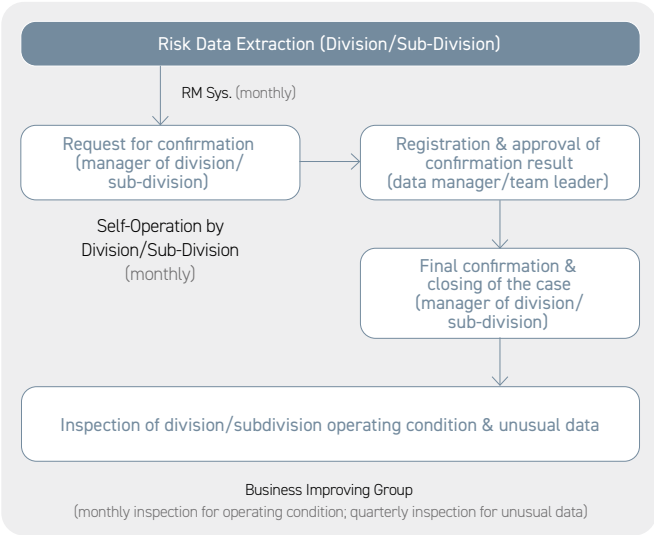 Risk Data Extraction (Division/Sub-Division)
RM Sys. (monthly)
Request for confirmation
(manager of division/
sub-division)
Registration & approval of
confirmation result
(data manager/team leader)
Self-Operation by
Division/Sub-Division
(monthly)
Final confirmation &
closing of the case
(manager of division/
sub-division)
Inspection of division/subdivision operating condition & unusual data
Business Improving Group
(monthly inspection for operating condition; quarterly inspection for unusual data)